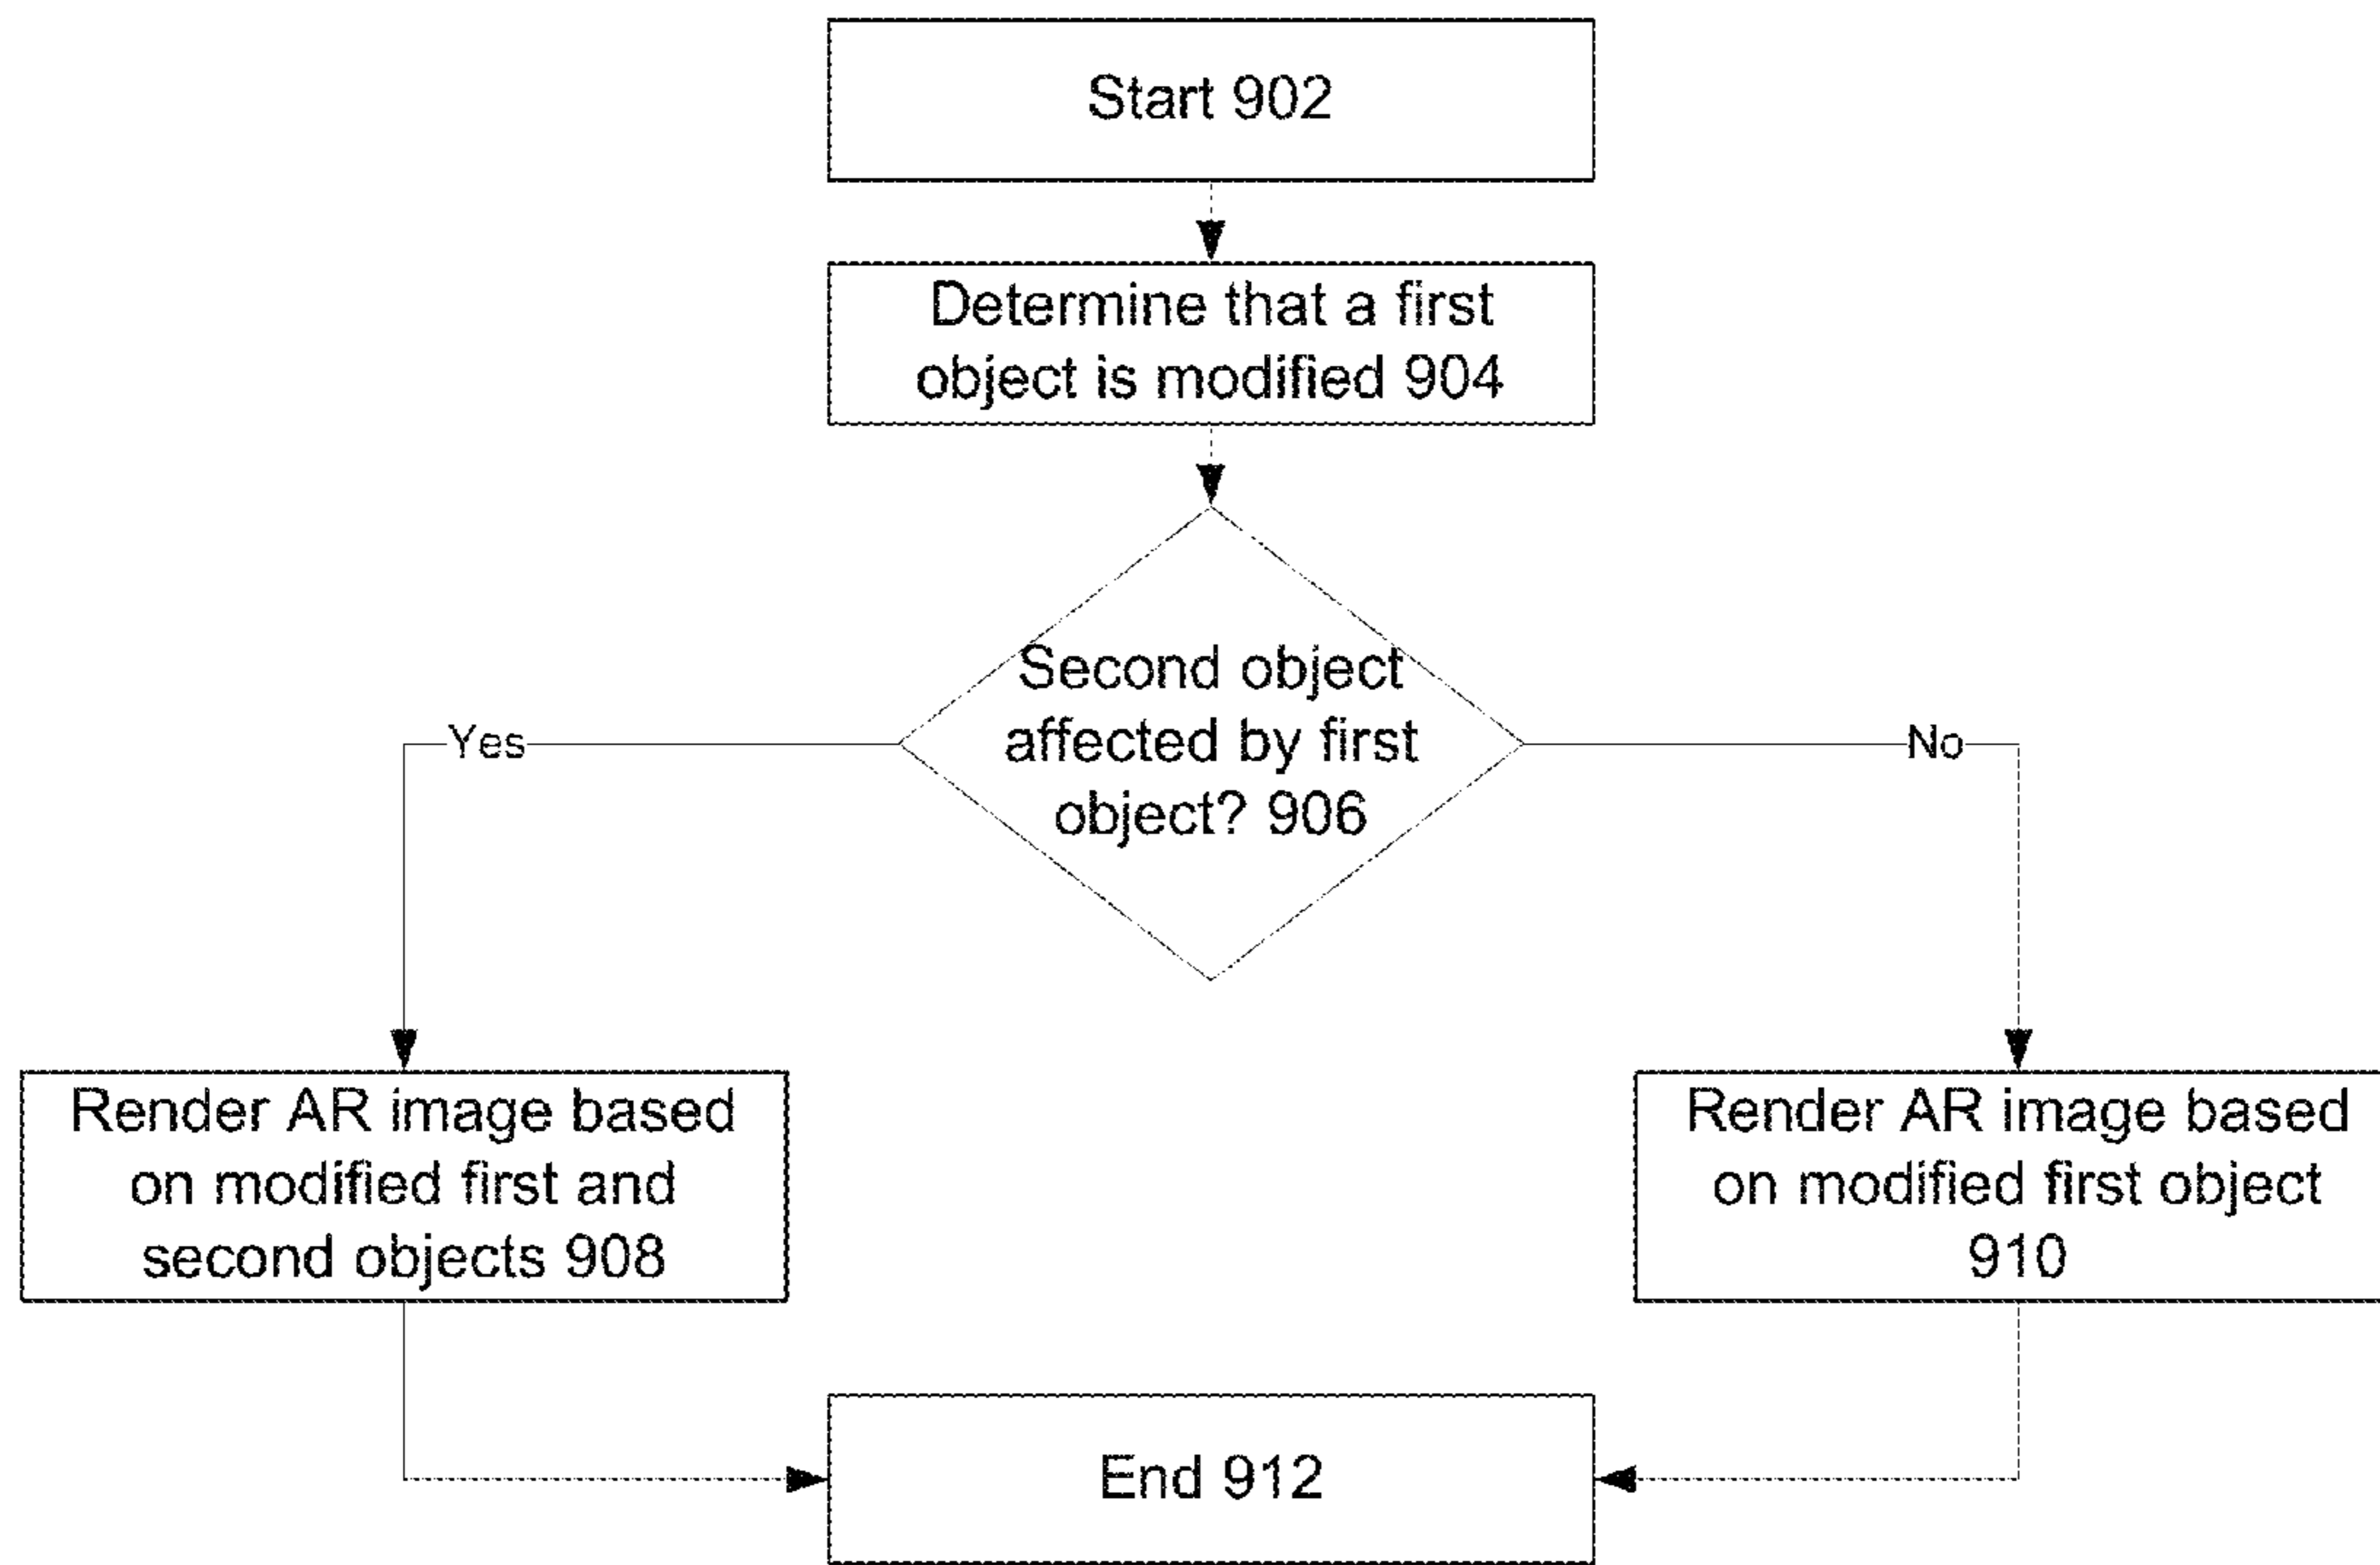 Start 902
Determine that a first
object is modified 904
Second object
affected by first
object? 906
Yes
No
Render AR image based
on modified first and
second objects 908
Render AR image based
on modified first object
910
End 912